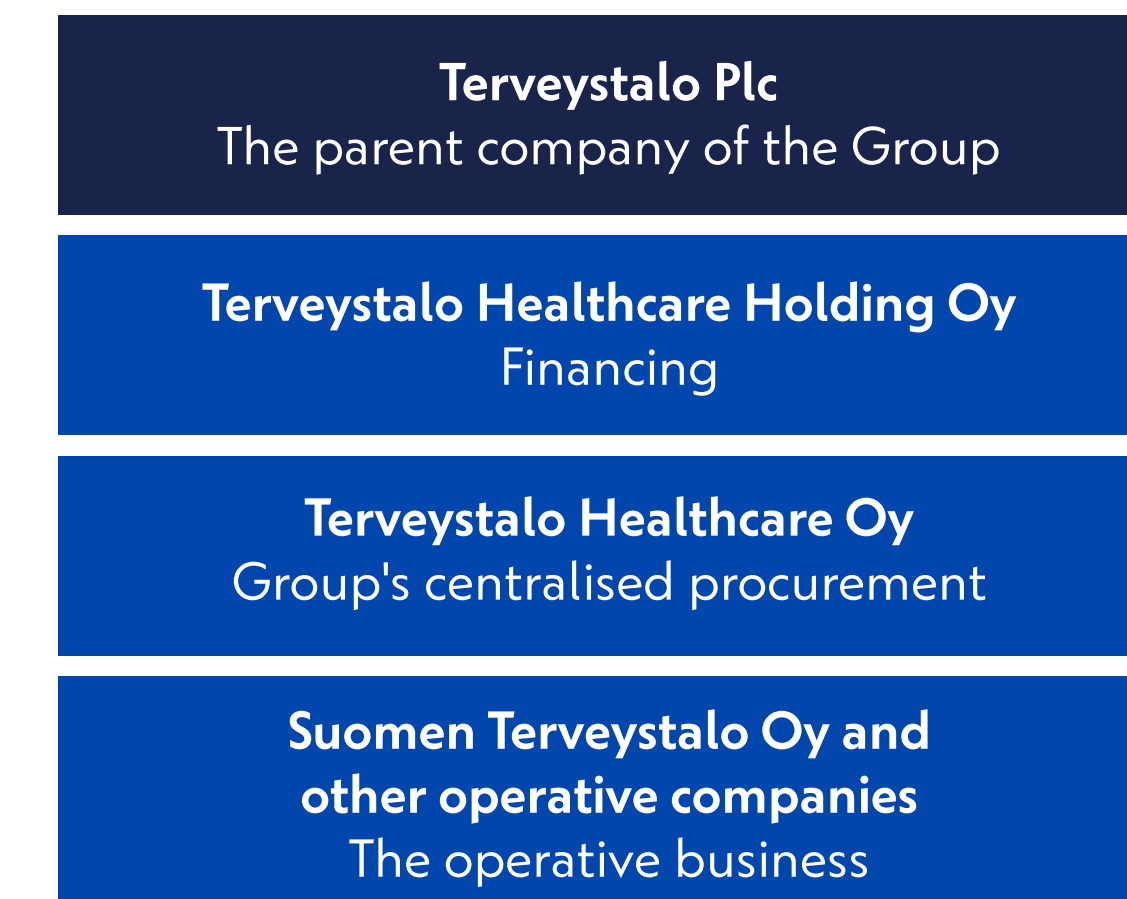 Terveystalo Plc
The parent company of the Group
Terveystalo Healthcare Holding Oy
Financing
Terveystalo Healthcare Oy
Group's centralised procurement
Suomen Terveystalo Oy and
other operative companies
The operative business